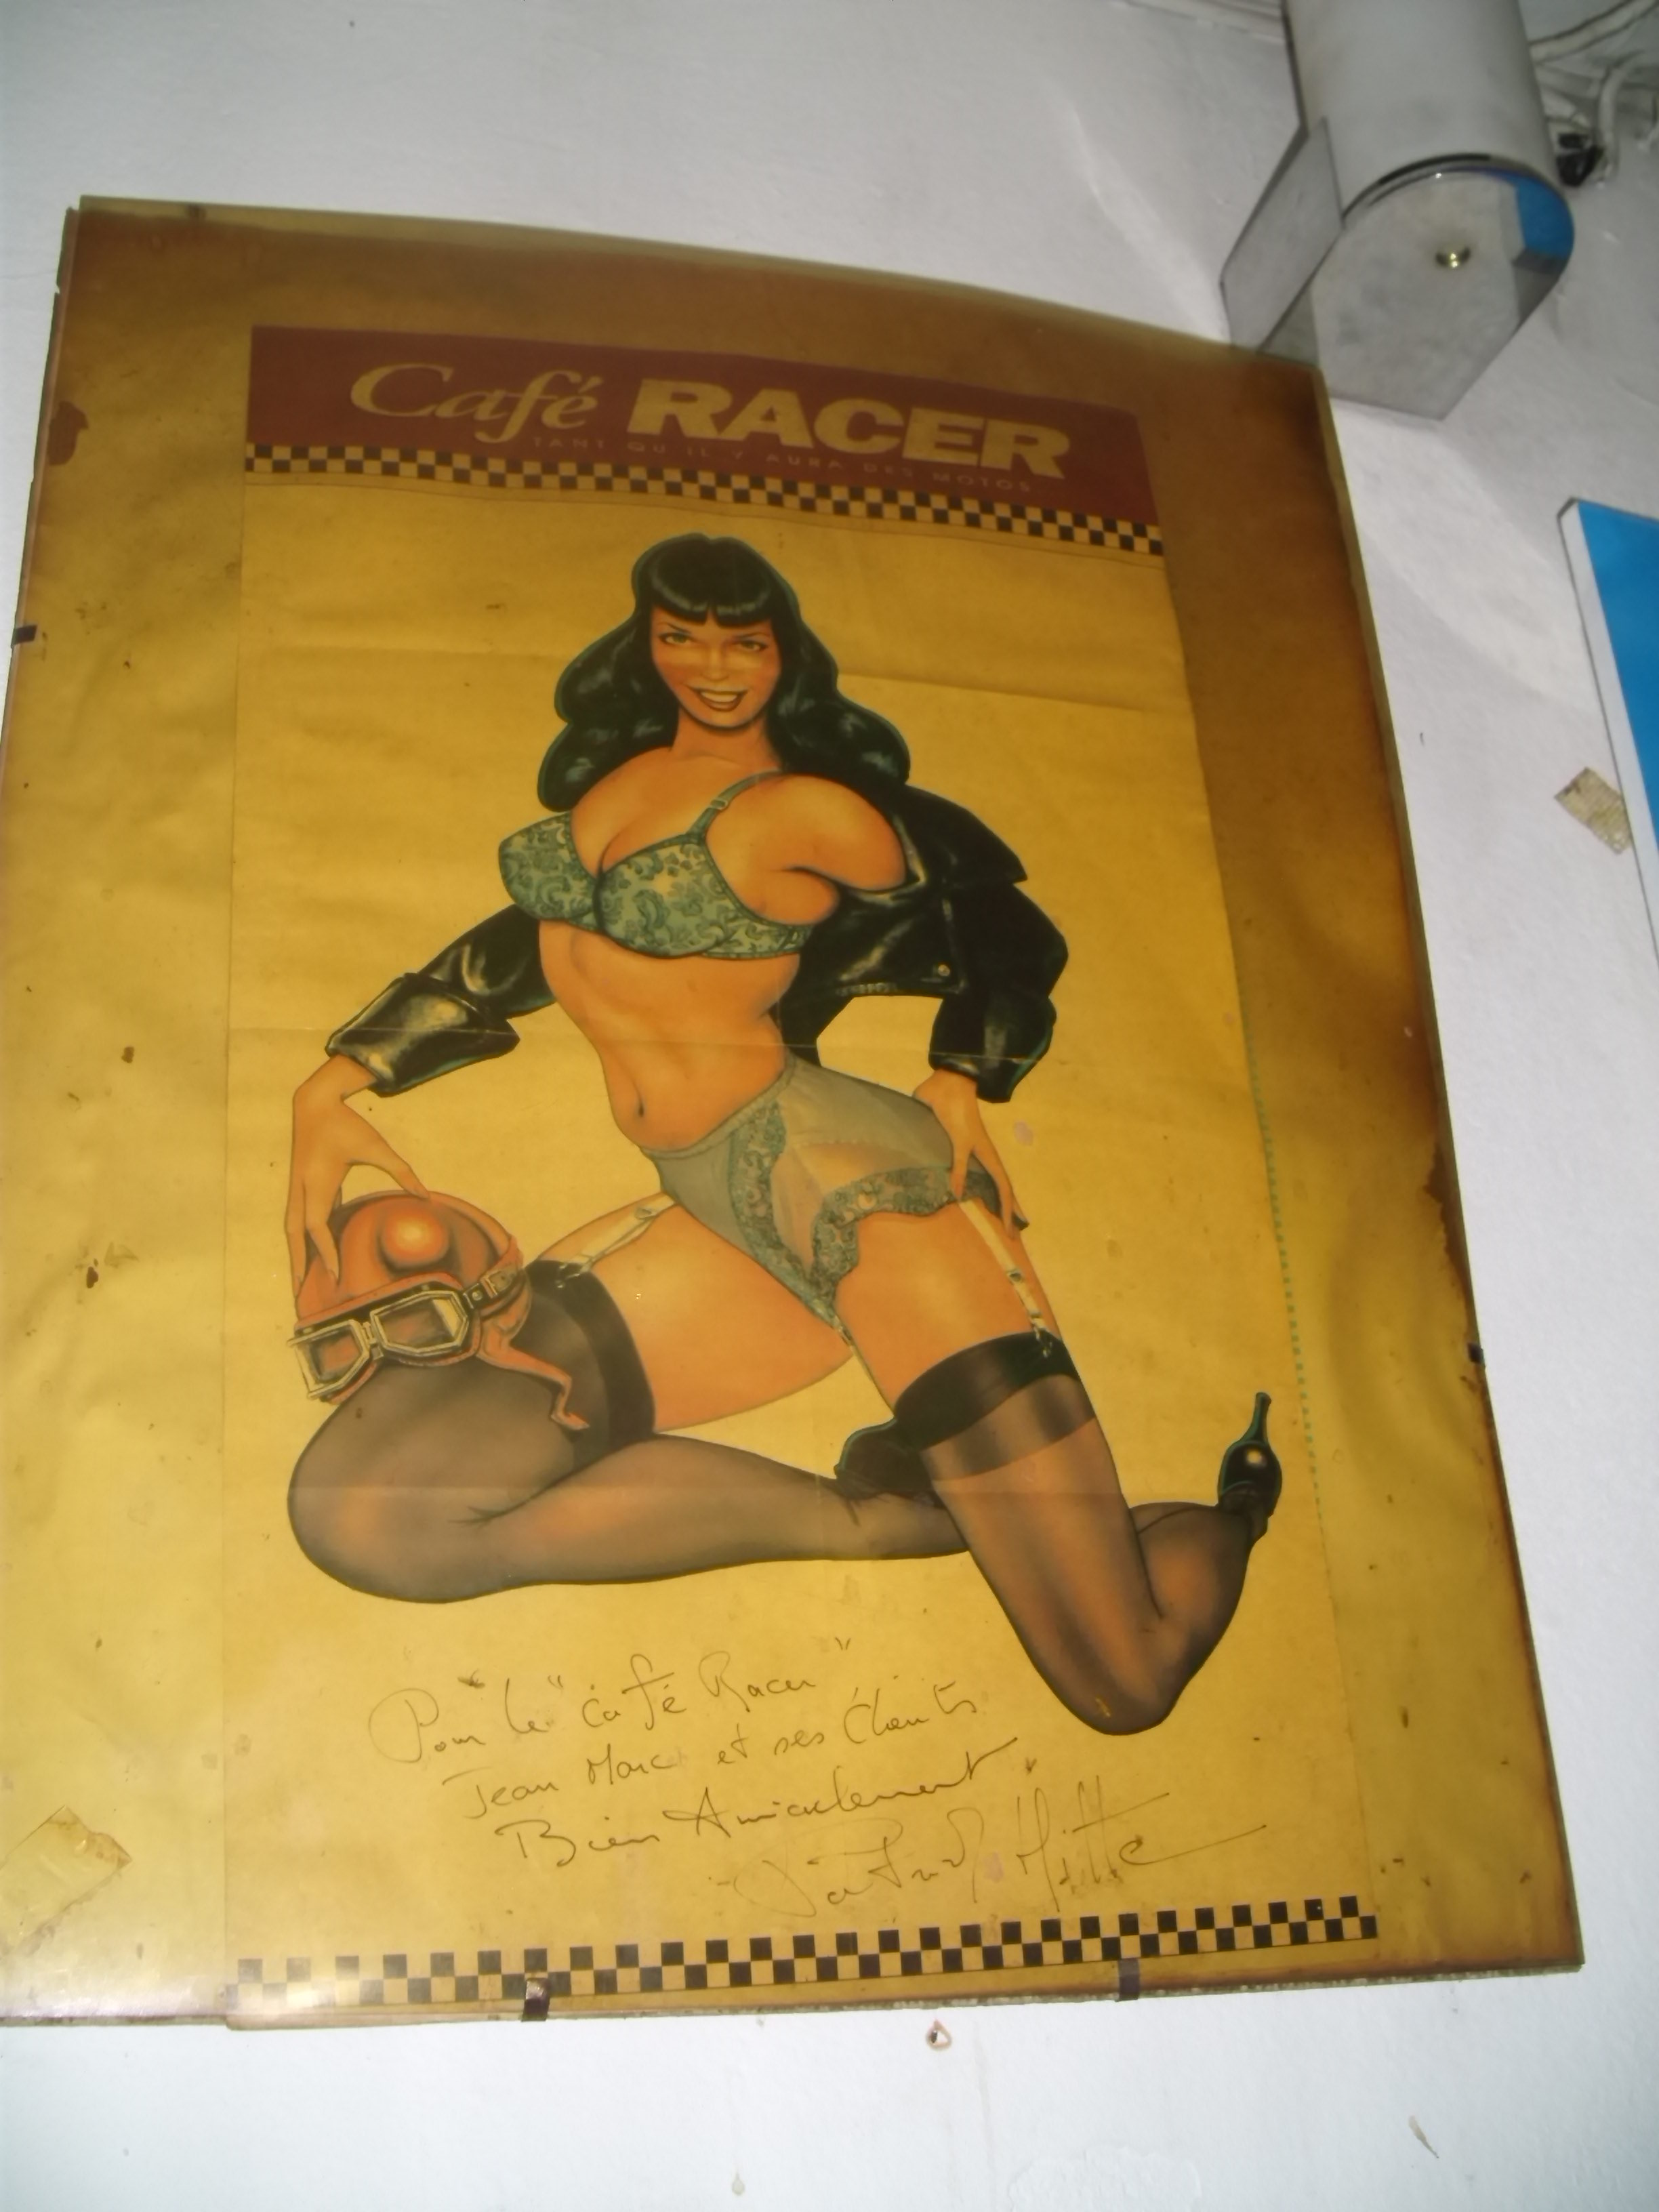 Café RACER
TANT QU'IL Y AURA DES MOTOS...
Pour le "café Racer"
Jean Marc et ses Clients
Bien Amicalement